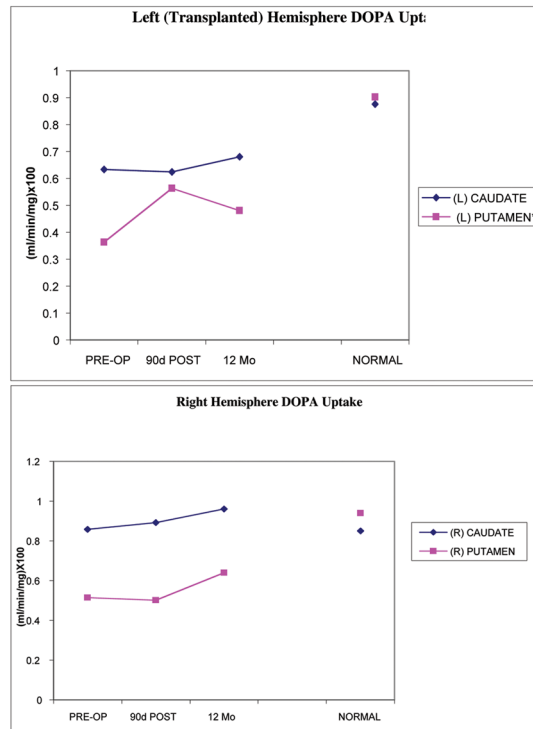 Left (Transplanted) Hemisphere DOPA Upt
1
0.9
0.8
0.7
0.6
0.5
0.4
0.3
0.2
0.1
0
(ml/min/mg)x100
PRE-OP 90d POST 12 Mo NORMAL
(L) CAUDATE
(L) PUTAMEN*
Right Hemisphere DOPA Uptake
1.2
1
0.8
0.6
0.4
0.2
0
(ml/min/mg)X100
PRE-OP 90d POST 12 Mo NORMAL
(R) CAUDATE
(R) PUTAMEN